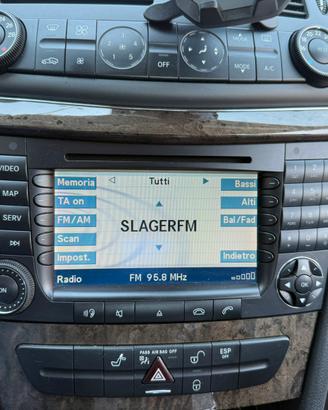 OFF
MODE
MODE
A/C
VIDEO
MAP
SERV
Memoria
Tutti
Bassi
TA on
Alti
FM/AM
SLAGERFM
Bal/Fad
Scan
Impost.
Indietro
Radio
FM 95.8 MHz
ON
OK
PASS AIR BAG OFF
ESP
OFF